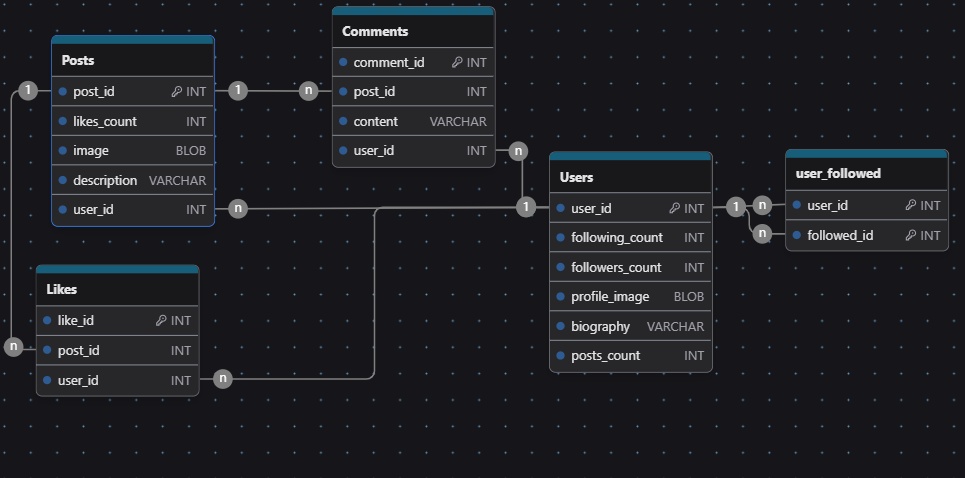 Posts
post_id INT
likes_count INT
image BLOB
description VARCHAR
user_id INT
1
1
n
n
Comments
comment_id INT
post_id INT
content VARCHAR
user_id INT
n
Likes
like_id INT
post_id INT
user_id INT
n
n
Users
user_id INT
following_count INT
followers_count INT
profile_image BLOB
biography VARCHAR
posts_count INT
1
1
n
n
user_followed
user_id INT
followed_id INT